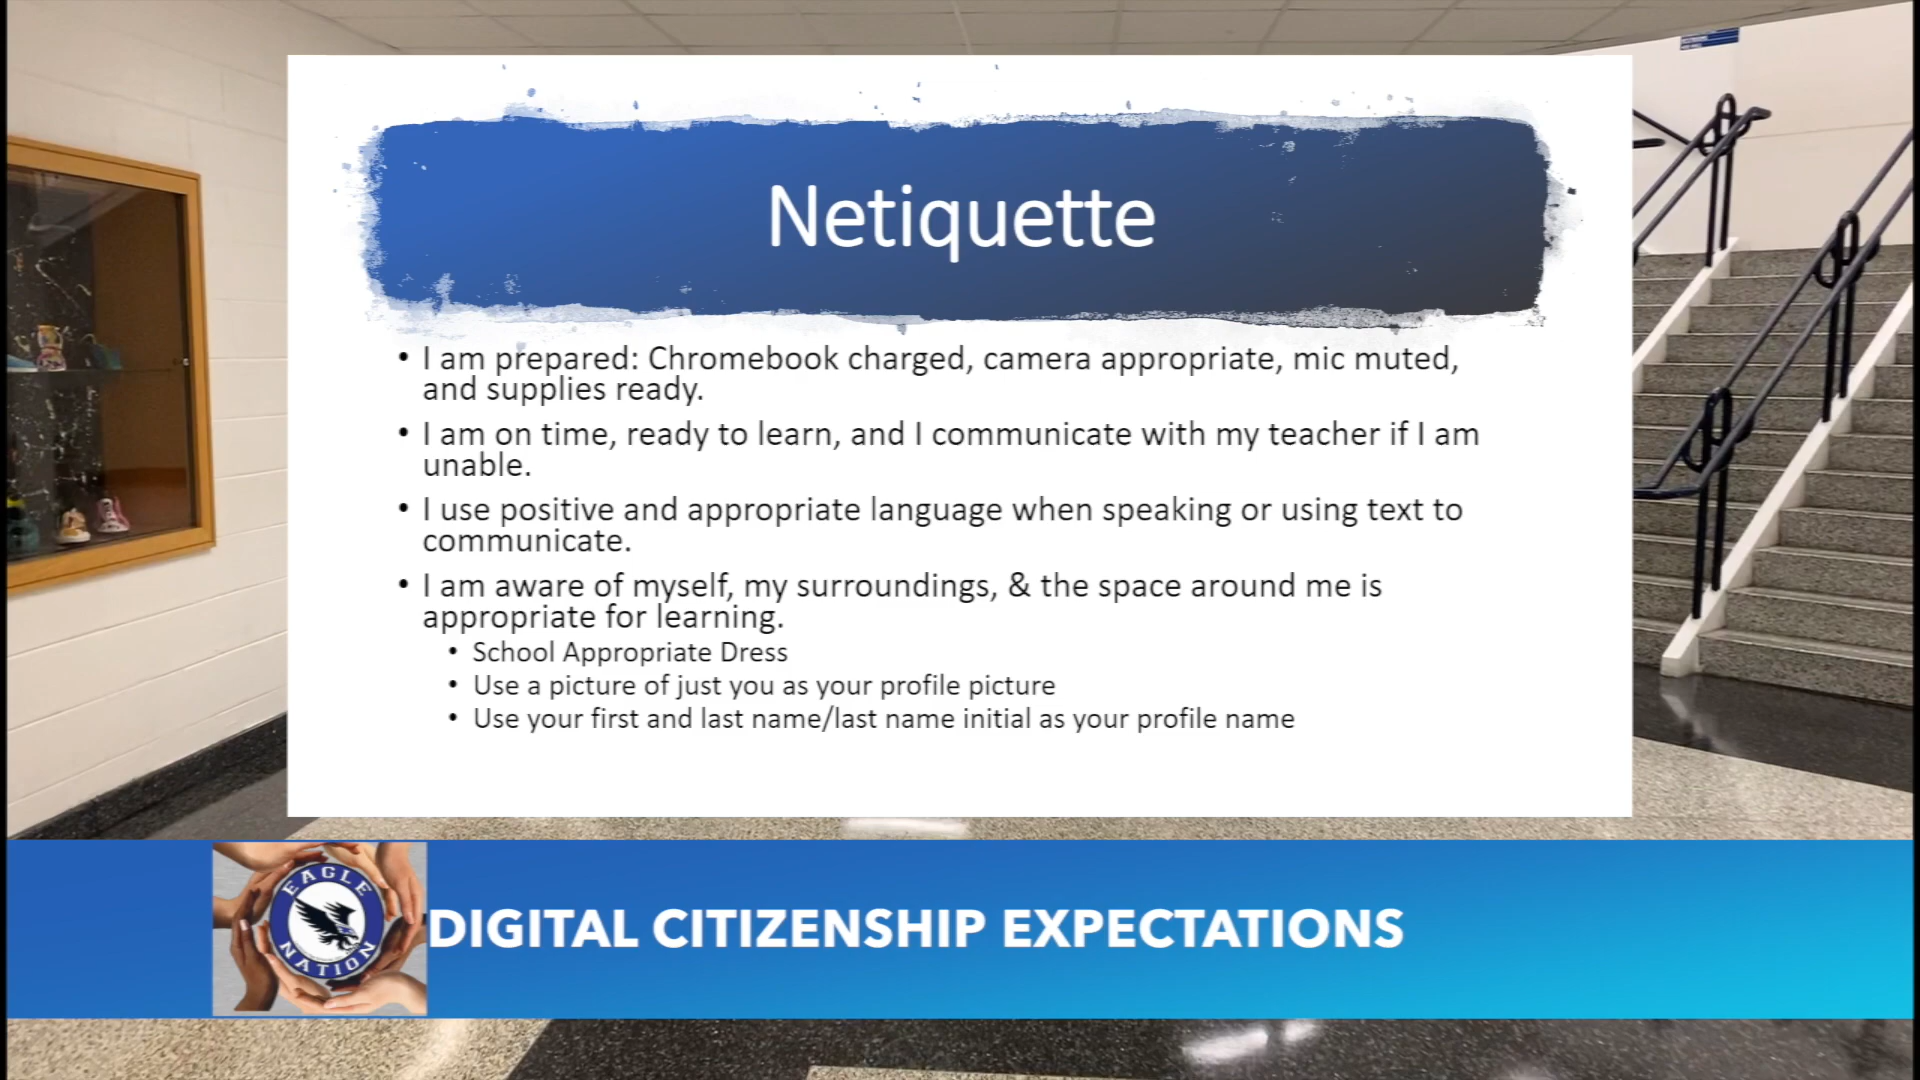 Netiquette
• I am prepared: Chromebook charged, camera appropriate, mic muted,
and supplies ready.
• I am on time, ready to learn, and I communicate with my teacher if I am
unable.
• I use positive and appropriate language when speaking or using text to
communicate.
• I am aware of myself, my surroundings, & the space around me is
appropriate for learning.
• School Appropriate Dress
• Use a picture of just you as your profile picture
• Use your first and last name/last name initial as your profile name
EAGLE
NATION
DIGITAL CITIZENSHIP EXPECTATIONS